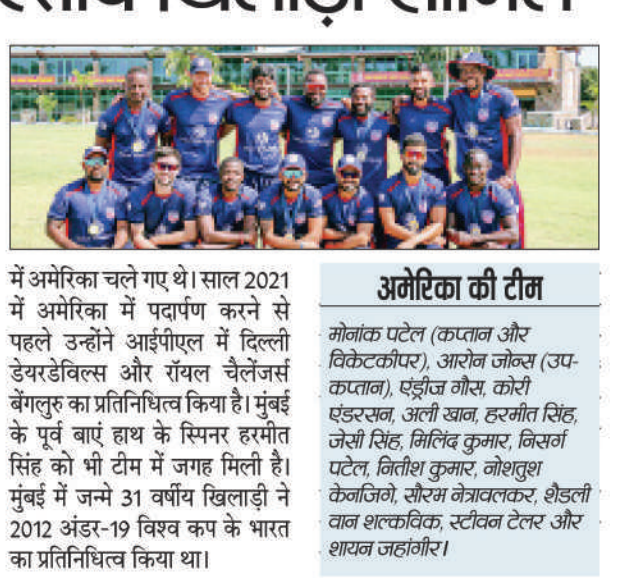 में अमेरिका चले गए थे। साल 2021
में अमेरिका में पदार्पण करने से
पहले उन्होंने आईपीएल में दिल्ली
डेयरडेविल्स और रॉयल चैलेंजर्स
बेंगलुरु का प्रतिनिधित्व किया है। मुंबई
के पूर्व बाएं हाथ के स्पिनर हरमीत
सिंह को भी टीम में जगह मिली है।
मुंबई में जन्मे 31 वर्षीय खिलाड़ी ने
2012 अंडर-19 विश्व कप के भारत
का प्रतिनिधित्व किया था।
अमेरिका की टीम
मोनांक पटेल (कप्तान और
विकेटकीपर), आरोन जोन्स (उप-
कप्तान), एंड्रीज गौस, कोरी
एंडरसन, अली खान, हरमीत सिंह,
जेसी सिंह, मिलिंद कुमार, निसर्ग
पटेल, नितीश कुमार, नोशतुश
केनजिगे, सौरभ नेत्रावलकर, शैडली
वान शल्कविक, स्टीवन टेलर और
शायन जहांगीर।